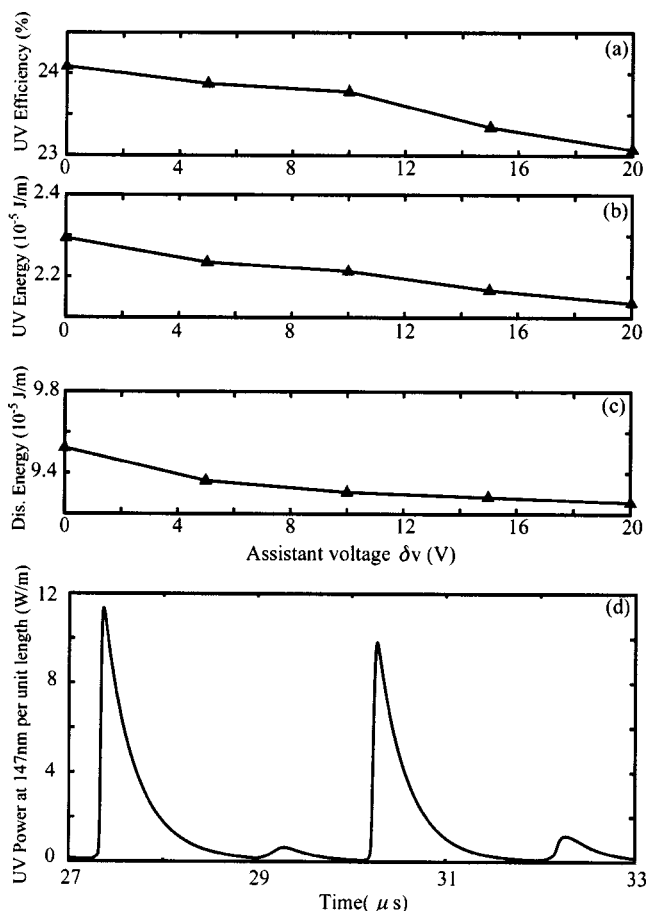 UV Efficiency (%)
(a)
24
23
0 4 8 12 16 20
UV Energy (10⁻⁵ J/m)
(b)
2.4
2.2
0 4 8 12 16 20
Dis. Energy (10⁻⁵ J/m)
(c)
9.8
9.4
0 4 8 12 16 20
Assistant voltage δv (V)
UV Power at 147nm per unit length (W/m)
(d)
12
8
4
0
27 29 31 33
Time( μ s)